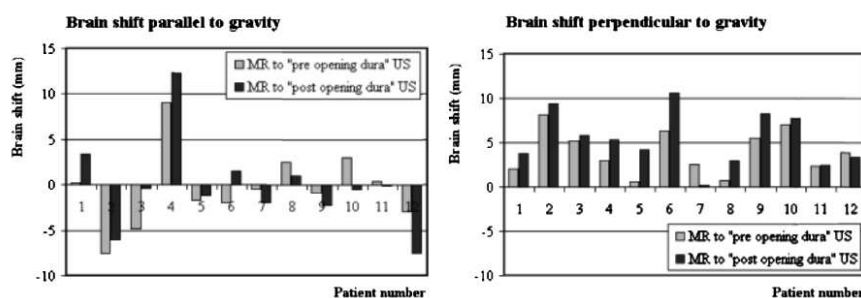 Brain shift parallel to gravity
Brain shift (mm)
15
10
5
0
-5
-10
MR to "pre opening dura" US
MR to "post opening dura" US
1 2 3 4 5 6 7 8 9 10 11 12
Patient number
Brain shift perpendicular to gravity
Brain shift (mm)
15
10
5
0
-5
-10
1 2 3 4 5 6 7 8 9 10 11 12
MR to "pre opening dura" US
MR to "post opening dura" US
Patient number